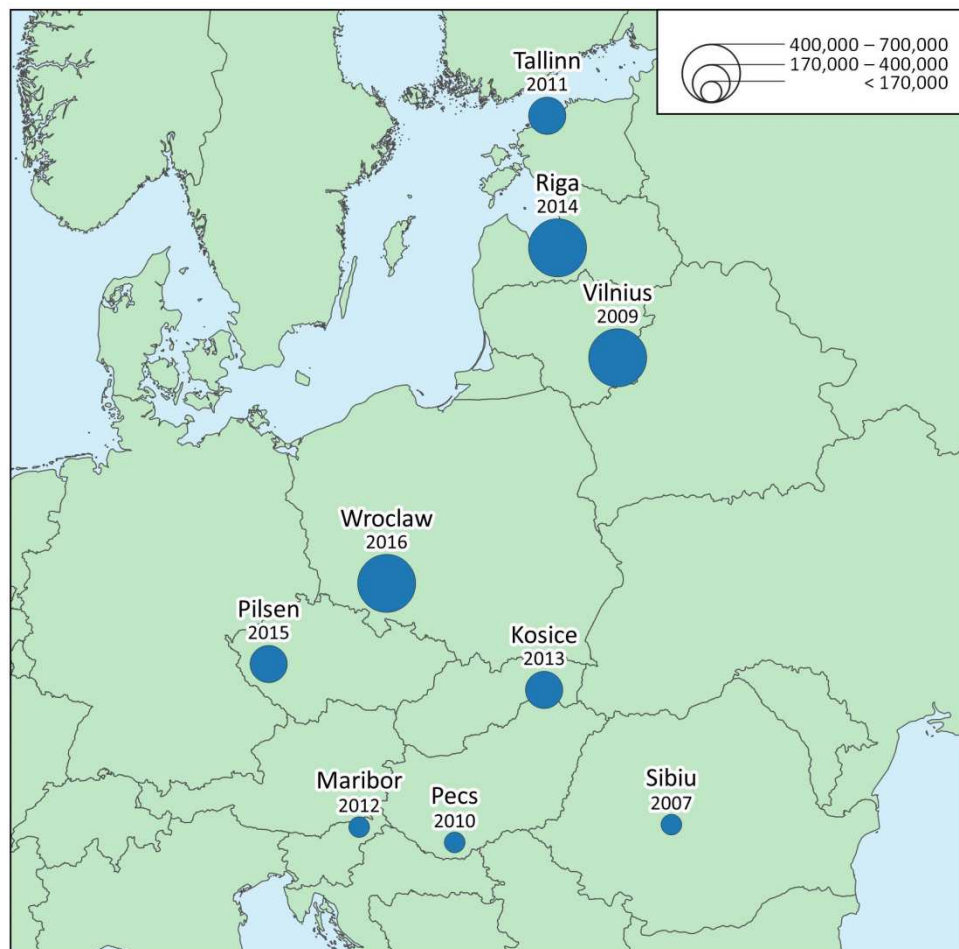 400,000 – 700,000
170,000 – 400,000
< 170,000
Tallinn
2011
Riga
2014
Vilnius
2009
Wroclaw
2016
Pilsen
2015
Kosice
2013
Maribor
2012
Pecs
2010
Sibiu
2007